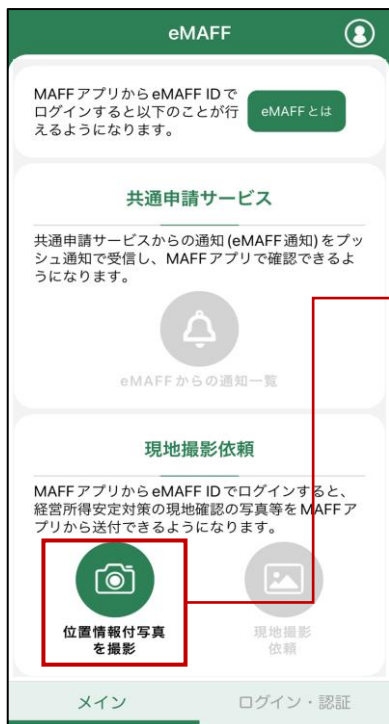 eMAFF
MAFFアプリからeMAFF IDで
ログインすると以下のことが行
えるようになります。
eMAFFとは
共通申請サービス
共通申請サービスからの通知(eMAFF通知)をプッ
シュ通知で受信し、MAFFアプリで確認できるよ
うになります。
eMAFFからの通知一覧
現地撮影依頼
MAFFアプリからeMAFF IDでログインすると、
経営所得安定対策の現地確認の写真等をMAFFア
プリから送付できるようになります。
位置情報付写真
を撮影
現地撮影
依頼
メイン
ログイン・認証